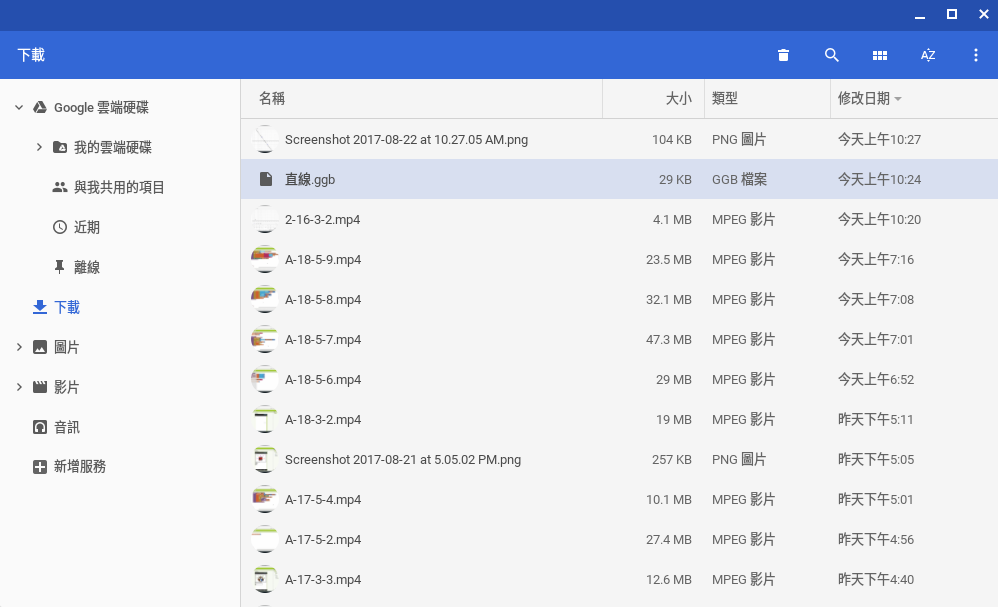 下載
AZ
Google 雲端硬碟
我的雲端硬碟
與我共用的項目
近期
離線
下載
圖片
影片
音訊
新增服務
名稱 大小 類型 修改日期
Screenshot 2017-08-22 at 10.27.05 AM.png 104 KB PNG 圖片 今天上午10:27
直線.ggb 29 KB GGB 檔案 今天上午10:24
2-16-3-2.mp4 4.1 MB MPEG 影片 今天上午10:20
A-18-5-9.mp4 23.5 MB MPEG 影片 今天上午7:16
A-18-5-8.mp4 32.1 MB MPEG 影片 今天上午7:08
A-18-5-7.mp4 47.3 MB MPEG 影片 今天上午7:01
A-18-5-6.mp4 29 MB MPEG 影片 今天上午6:52
A-18-3-2.mp4 19 MB MPEG 影片 昨天下午5:11
Screenshot 2017-08-21 at 5.05.02 PM.png 257 KB PNG 圖片 昨天下午5:05
A-17-5-4.mp4 10.1 MB MPEG 影片 昨天下午5:01
A-17-5-2.mp4 27.4 MB MPEG 影片 昨天下午4:56
A-17-3-3.mp4 12.6 MB MPEG 影片 昨天下午4:40